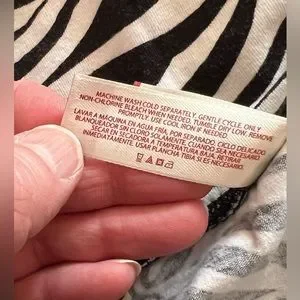 MACHINE WASH COLD SEPARATELY, GENTLE CYCLE. ONLY
NON-CHLORINE BLEACH WHEN NEEDED. TUMBLE DRY LOW. REMOVE
PROMPTLY. USE COOL IRON IF NEEDED.
LAVAR A MÁQUINA EN AGUA FRÍA, POR SEPARADO, CICLO DELICADO
BLANQUEADOR SIN CLORO SOLAMENTE, CUANDO SEA NECESARIO.
SECAR EN SECADORA A TEMPERATURA BAJA, RETIRAR
INMEDIATAMENTE. USAR PLANCHA TIBIA SI ES NECESARIO.